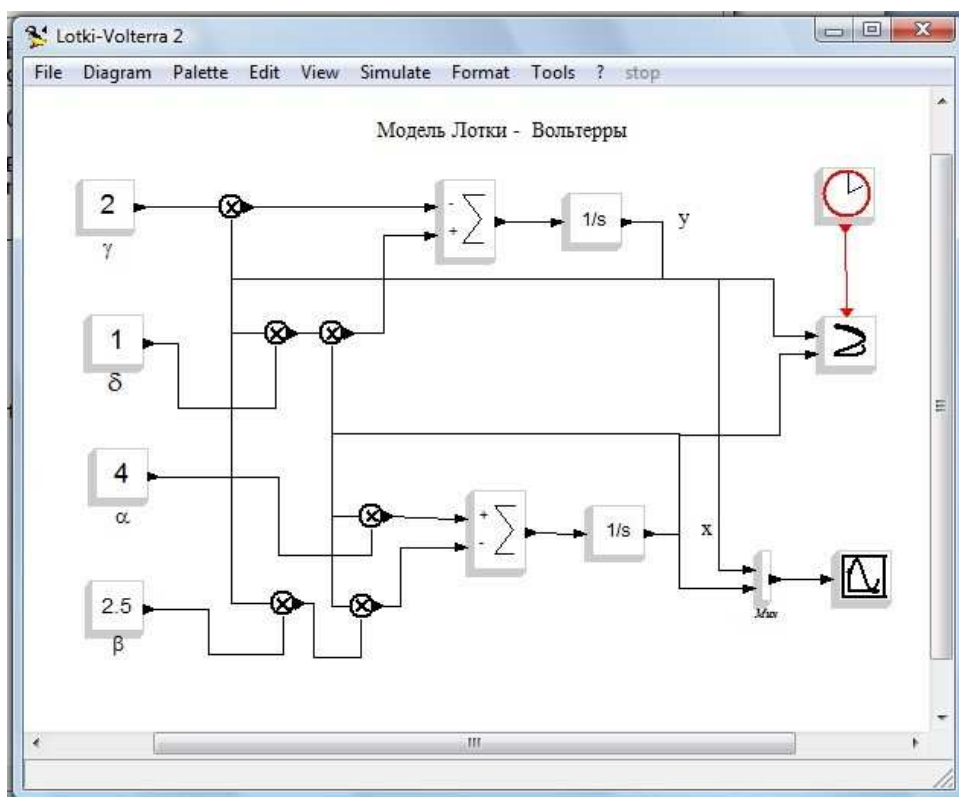 Lotki-Volterra 2
File Diagram Palette Edit View Simulate Format Tools ? stop
Модель Лотки - Вольтерры
2
γ
- +
1/s
y
1
δ
4
α
+ -
1/s
x
2.5
β
Mux